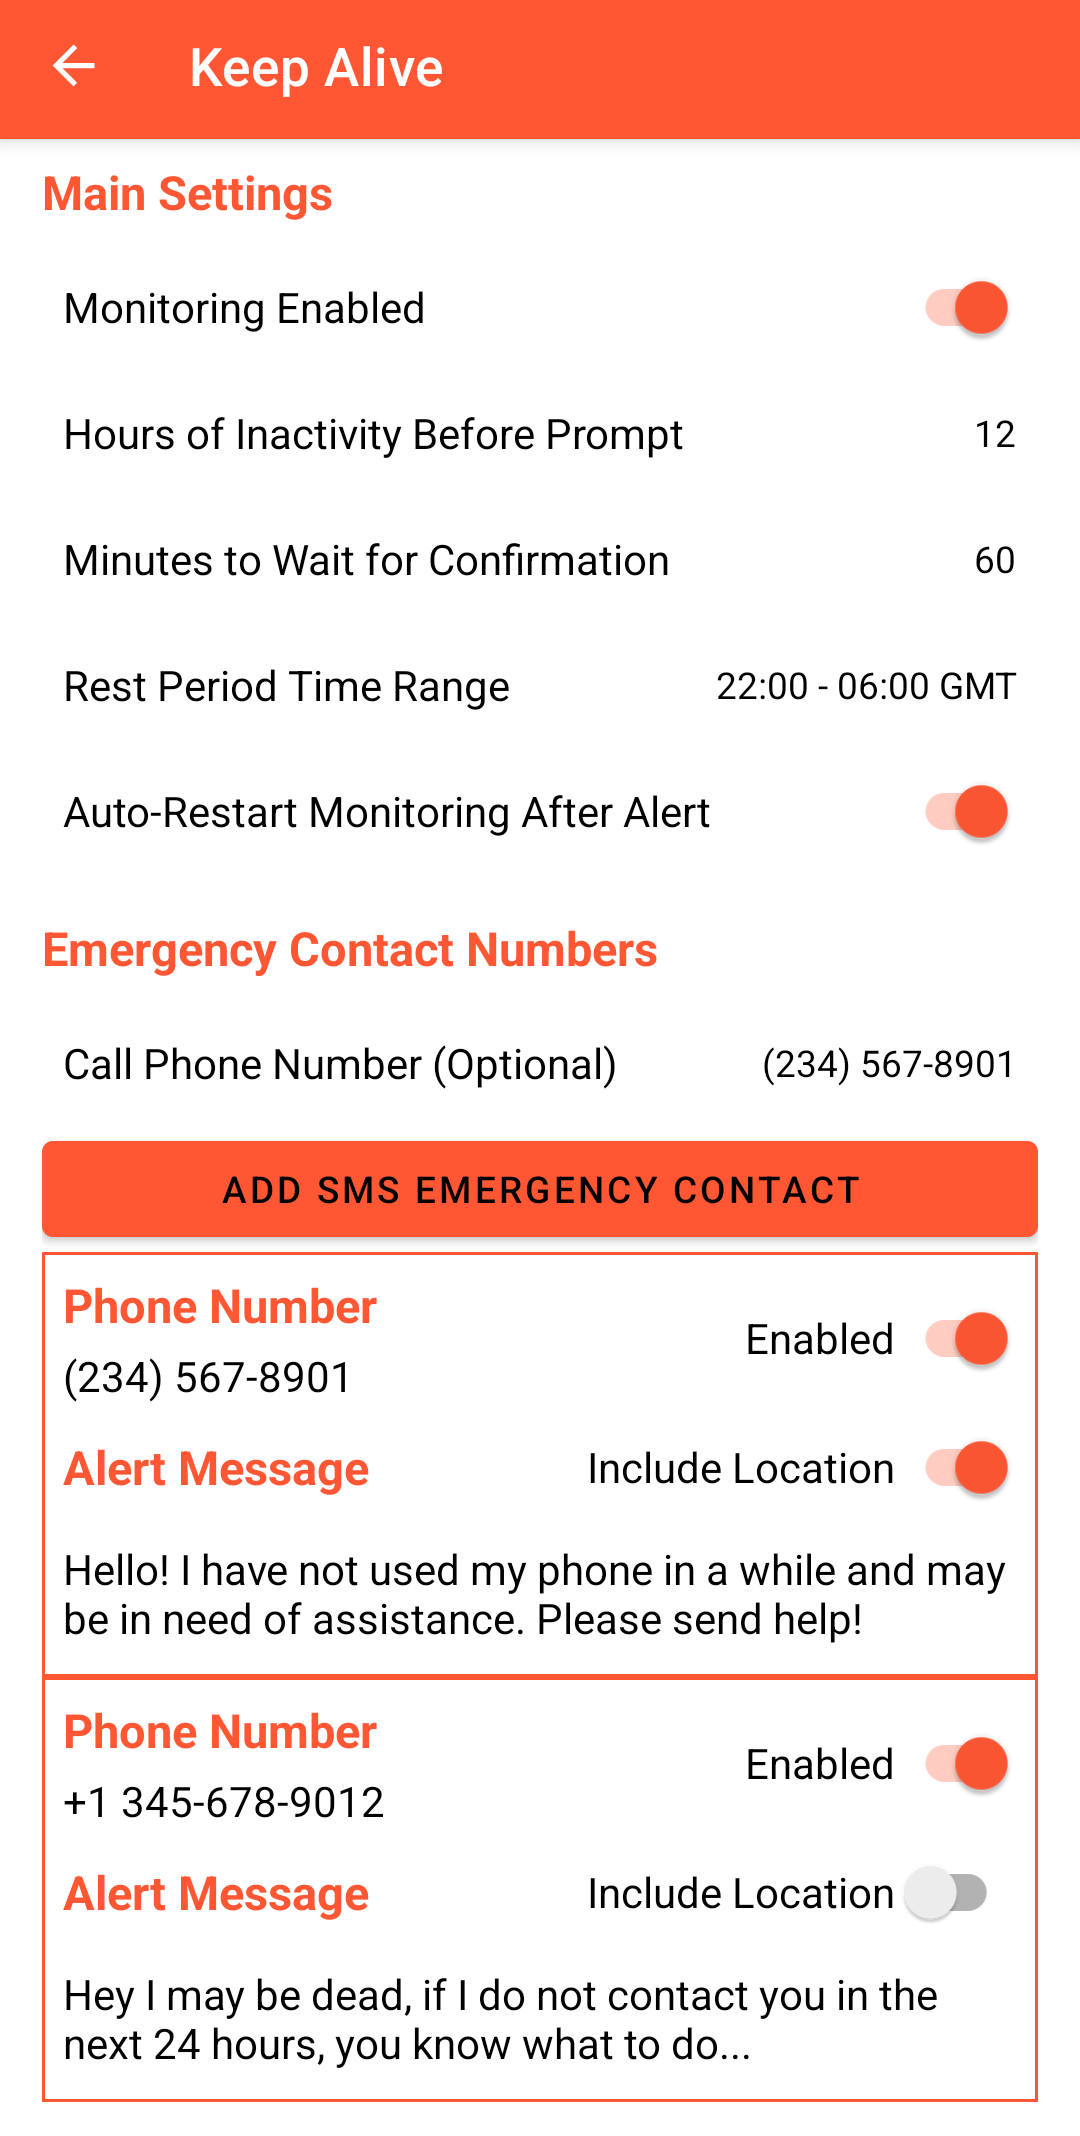 Keep Alive
Main Settings
Monitoring Enabled
Hours of Inactivity Before Prompt 12
Minutes to Wait for Confirmation 60
Rest Period Time Range 22:00 - 06:00 GMT
Auto-Restart Monitoring After Alert
Emergency Contact Numbers
Call Phone Number (Optional) (234) 567-8901
ADD SMS EMERGENCY CONTACT
Phone Number
Enabled
(234) 567-8901
Alert Message Include Location
Hello! I have not used my phone in a while and may
be in need of assistance. Please send help!
Phone Number
Enabled
+1 345-678-9012
Alert Message Include Location
Hey I may be dead, if I do not contact you in the
next 24 hours, you know what to do...